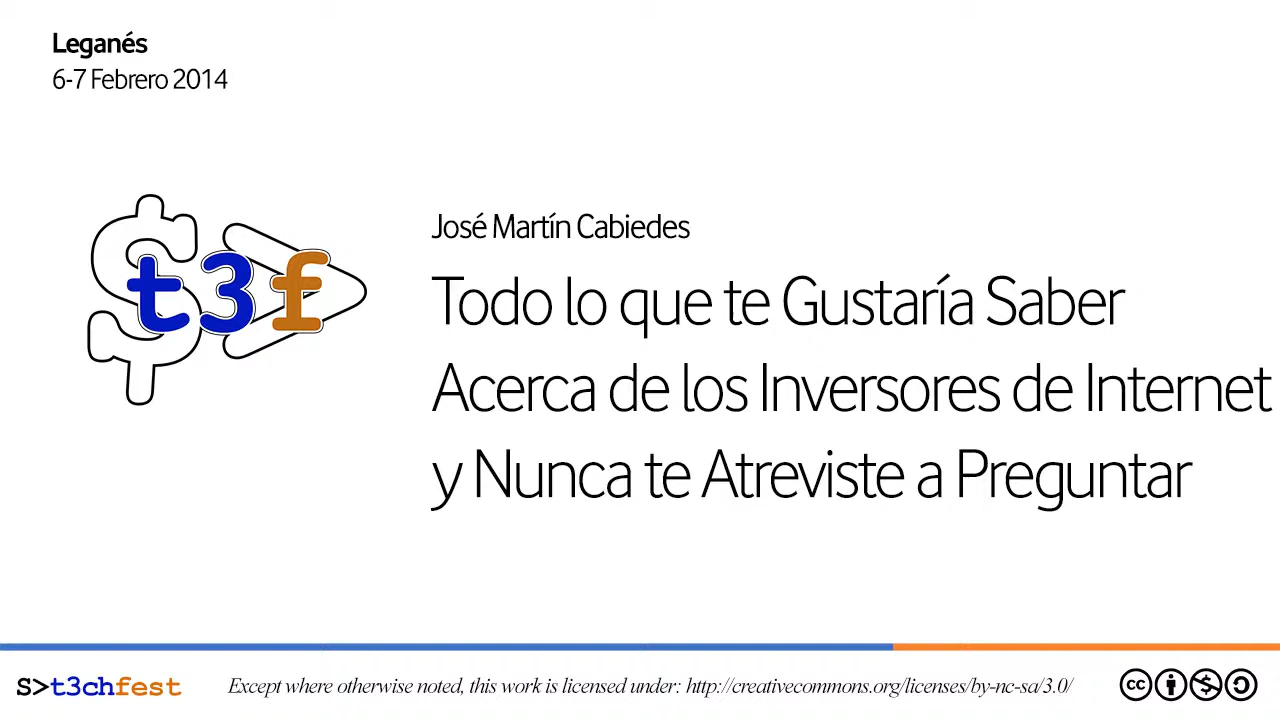 Leganés
6-7 Febrero 2014
$> t3f
José Martín Cabiedes
Todo lo que te Gustaría Saber
Acerca de los Inversores de Internet
y Nunca te Atreviste a Preguntar
S>t3chfest
Except where otherwise noted, this work is licensed under: http://creativecommons.org/licenses/by-nc-sa/3.0/
cc